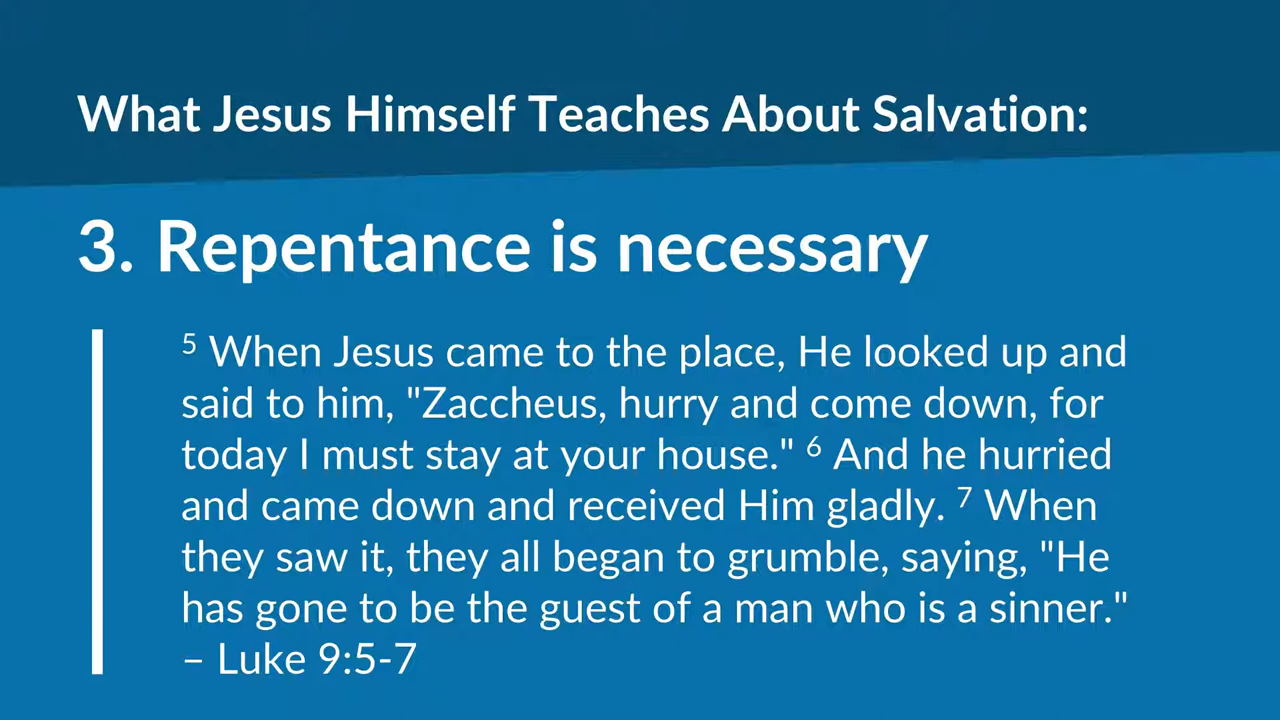 What Jesus Himself Teaches About Salvation:
3. Repentance is necessary
5 When Jesus came to the place, He looked up and
said to him, "Zaccheus, hurry and come down, for
today I must stay at your house." 6 And he hurried
and came down and received Him gladly. 7 When
they saw it, they all began to grumble, saying, "He
has gone to be the guest of a man who is a sinner."
– Luke 9:5-7